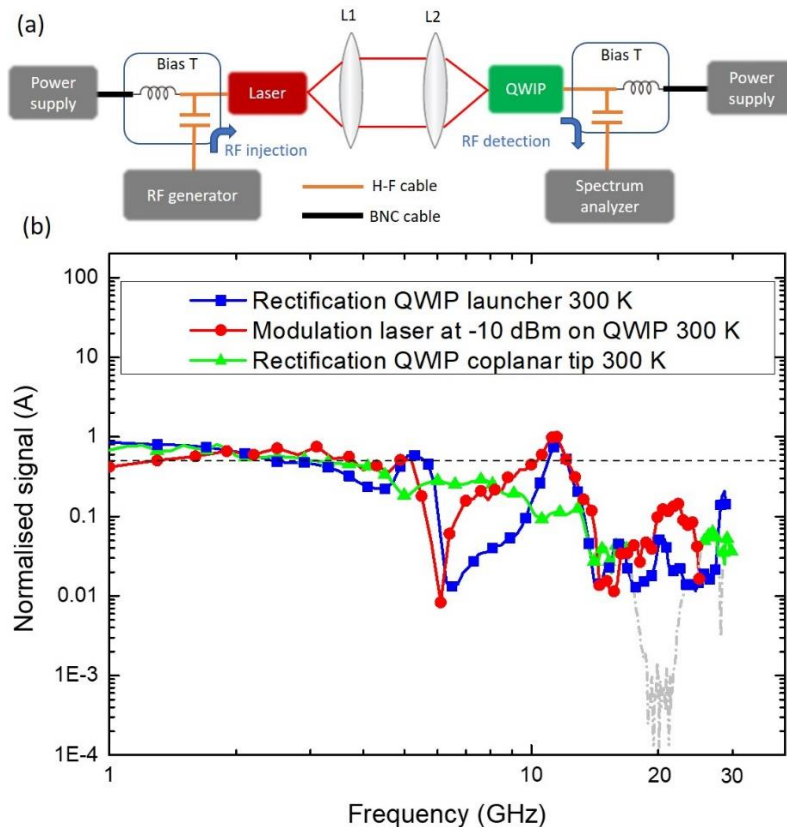 (a)
L1
L2
Power
supply
Bias T
Laser
QWIP
Bias T
Power
supply
RF injection
RF detection
RF generator
H-F cable
BNC cable
Spectrum
analyzer
(b)
Rectification QWIP launcher 300 K
Modulation laser at -10 dBm on QWIP 300 K
Rectification QWIP coplanar tip 300 K
Normalised signal (A)
100
10
1
0.1
0.01
1E-3
1E-4
1
10
20
30
Frequency (GHz)